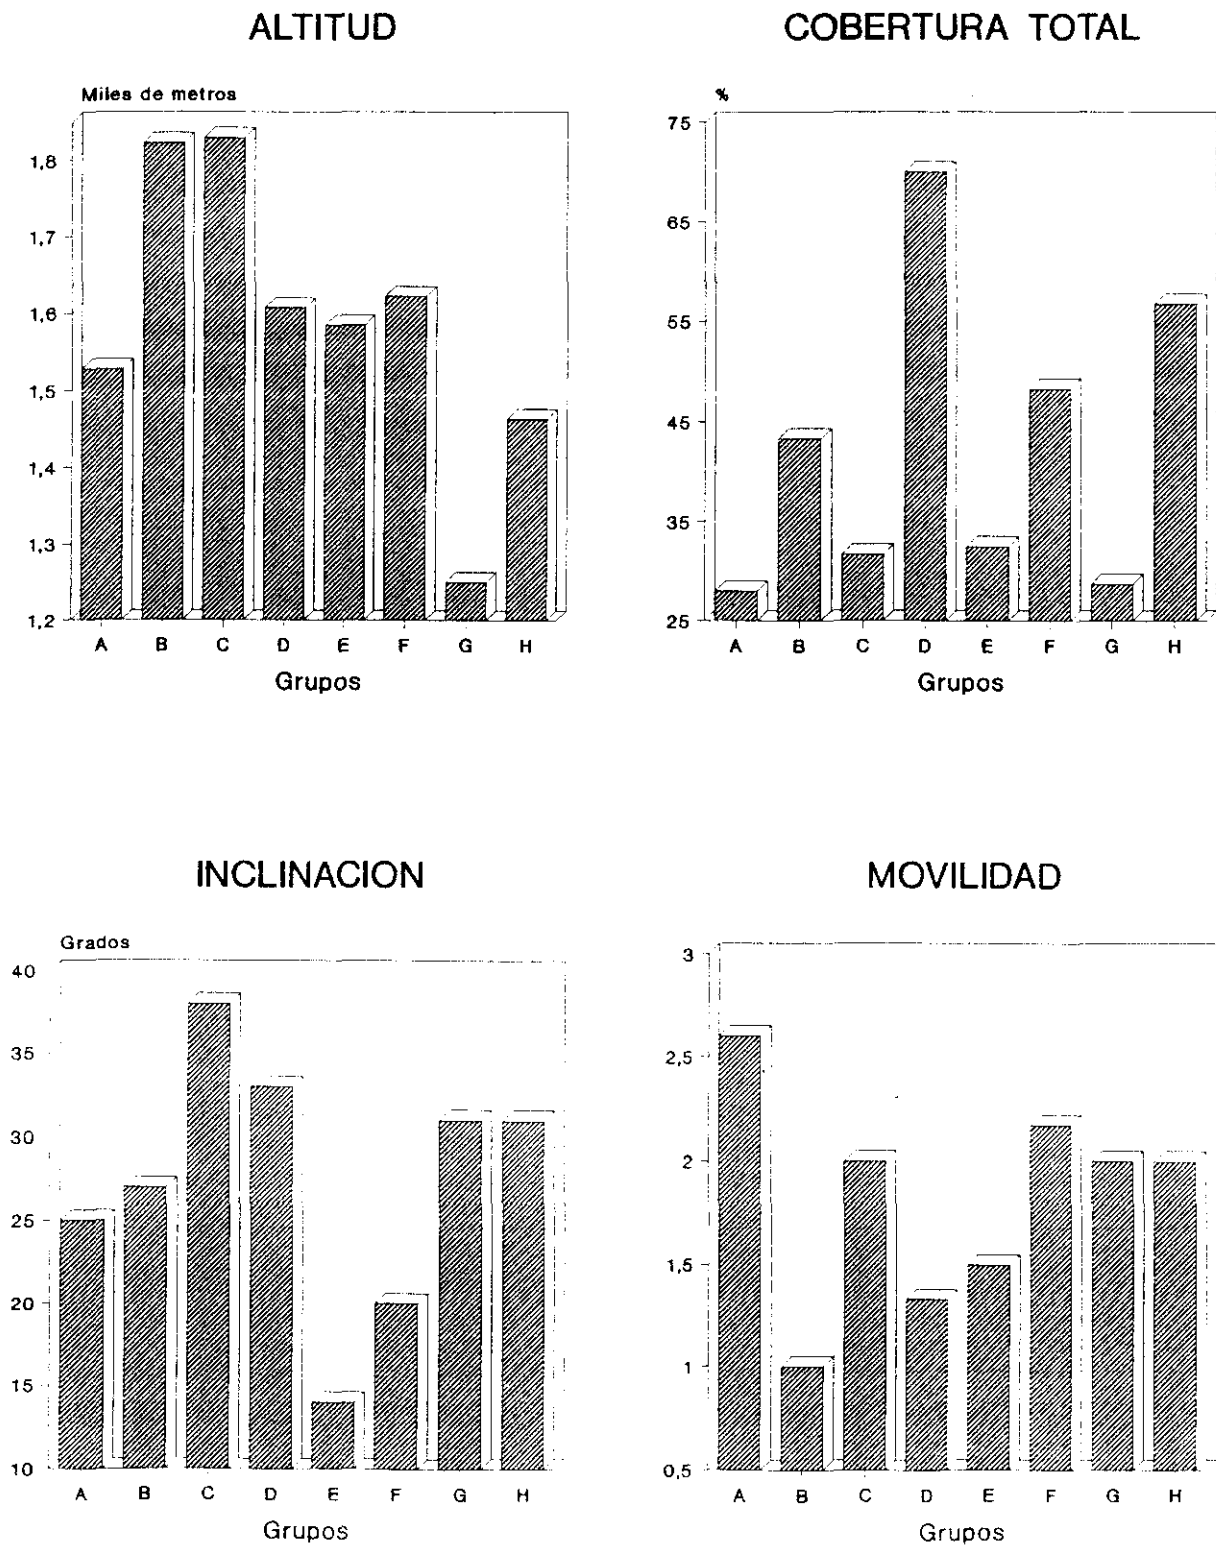 ALTITUD
Miles de metros
1,8
1,7
1,6
1,5
1,4
1,3
1,2
A B C D E F G H
Grupos
COBERTURA TOTAL
%
75
65
55
45
35
25
A B C D E F G H
Grupos
INCLINACION
Grados
40
35
30
25
20
15
10
A B C D E F G H
Grupos
MOVILIDAD
3
2,5
2
1,5
1
0,5
A B C D E F G H
Grupos